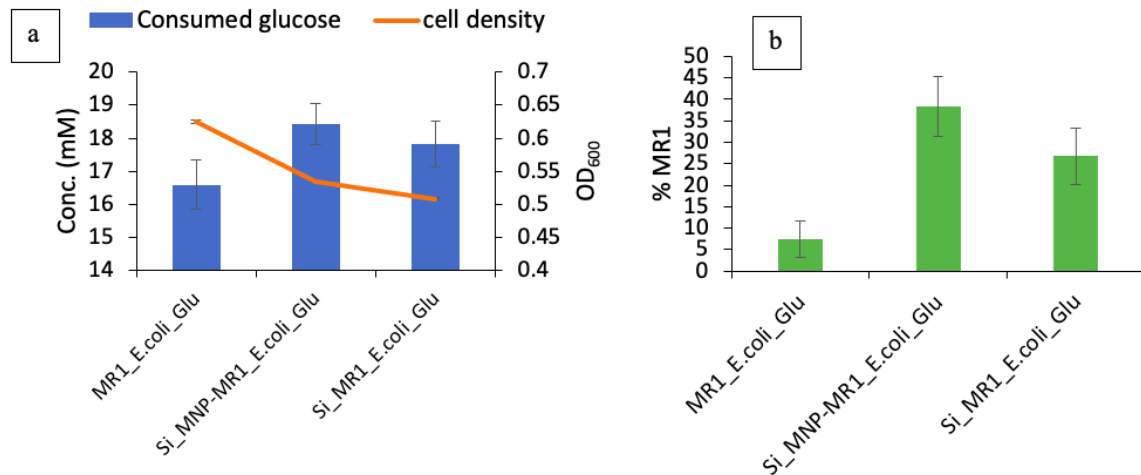 a
Consumed glucose
cell density
Conc. (mM)
20
19
18
17
16
15
14
0.7
0.65
0.6
0.55
0.5
0.45
0.4
OD600
MR1_E.coli_Glu
Si_MNP-MR1_E.coli_Glu
Si_MR1_E.coli_Glu
b
% MR1
50
45
40
35
30
25
20
15
10
5
0
MR1_E.coli_Glu
Si_MNP-MR1_E.coli_Glu
Si_MR1_E.coli_Glu